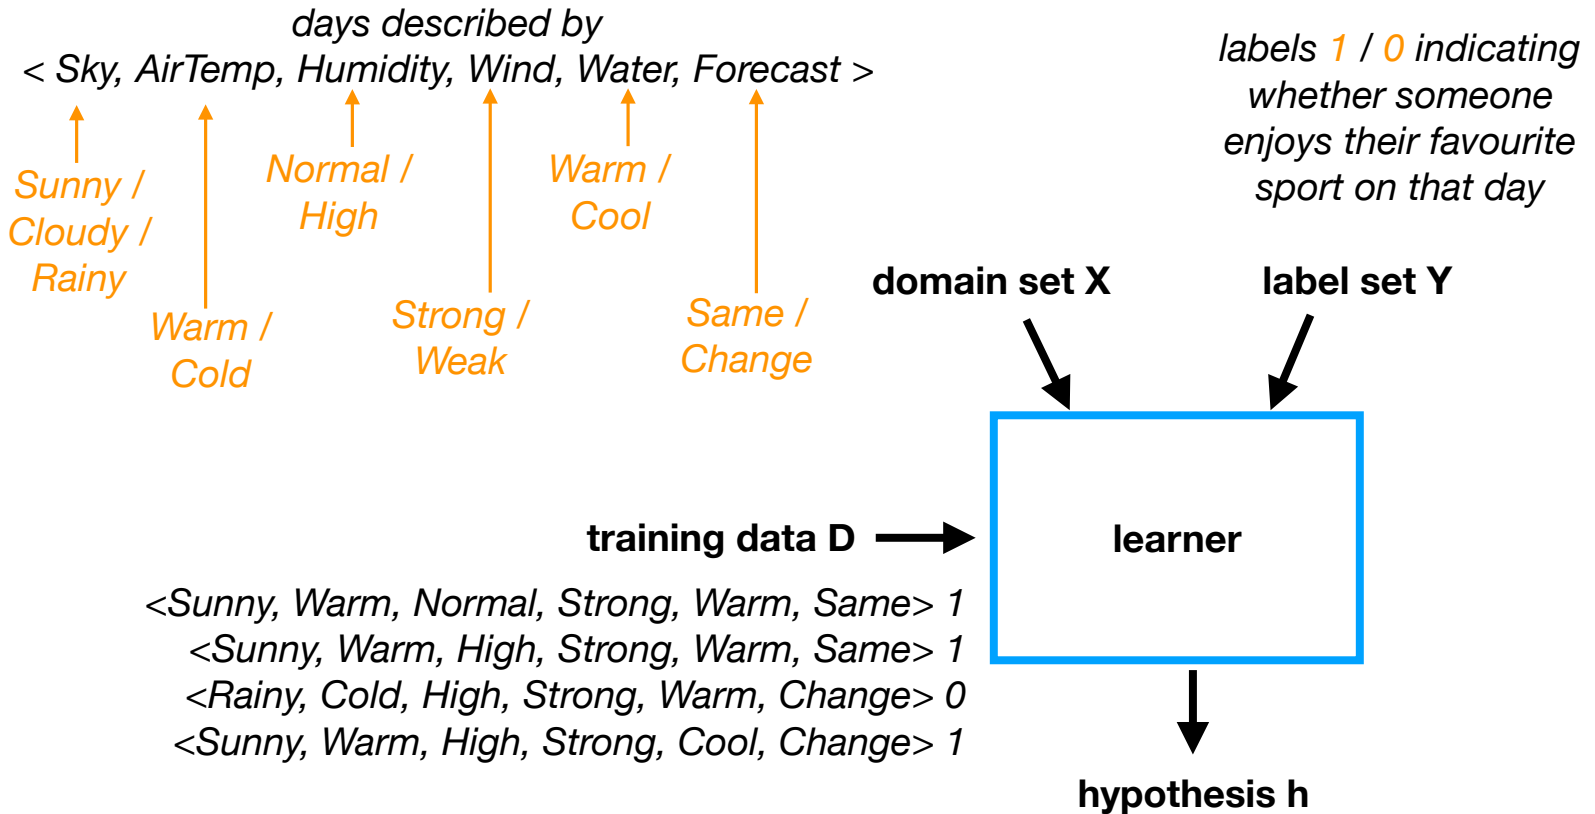 days described by
< Sky, AirTemp, Humidity, Wind, Water, Forecast >
Sunny /
Cloudy /
Rainy
Warm /
Cold
Normal /
High
Strong /
Weak
Warm /
Cool
Same /
Change
labels 1 / 0 indicating
whether someone
enjoys their favourite
sport on that day
domain set X
label set Y
training data D
learner
<Sunny, Warm, Normal, Strong, Warm, Same> 1
<Sunny, Warm, High, Strong, Warm, Same> 1
<Rainy, Cold, High, Strong, Warm, Change> 0
<Sunny, Warm, High, Strong, Cool, Change> 1
hypothesis h